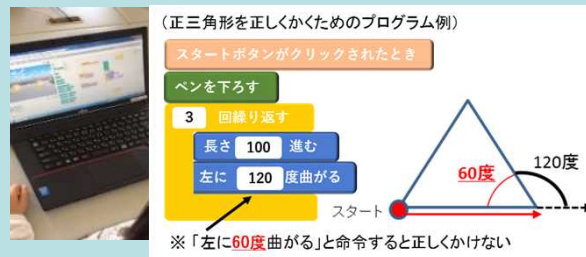 (正三角形を正しくかくためのプログラム例)
スタートボタンがクリックされたとき
ペンを下ろす
3 回繰り返す
長さ 100 進む
左に 120 度曲がる
60度
120度
スタート
※「左に60度曲がる」と命令すると正しくかけない